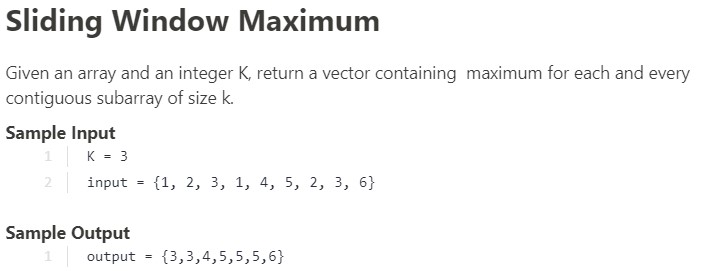 Sliding Window Maximum
Given an array and an integer K, return a vector containing  maximum for each and every
contiguous subarray of size k.
Sample Input
1 K = 3
2 input = {1, 2, 3, 1, 4, 5, 2, 3, 6}
Sample Output
1 output = {3,3,4,5,5,5,6}